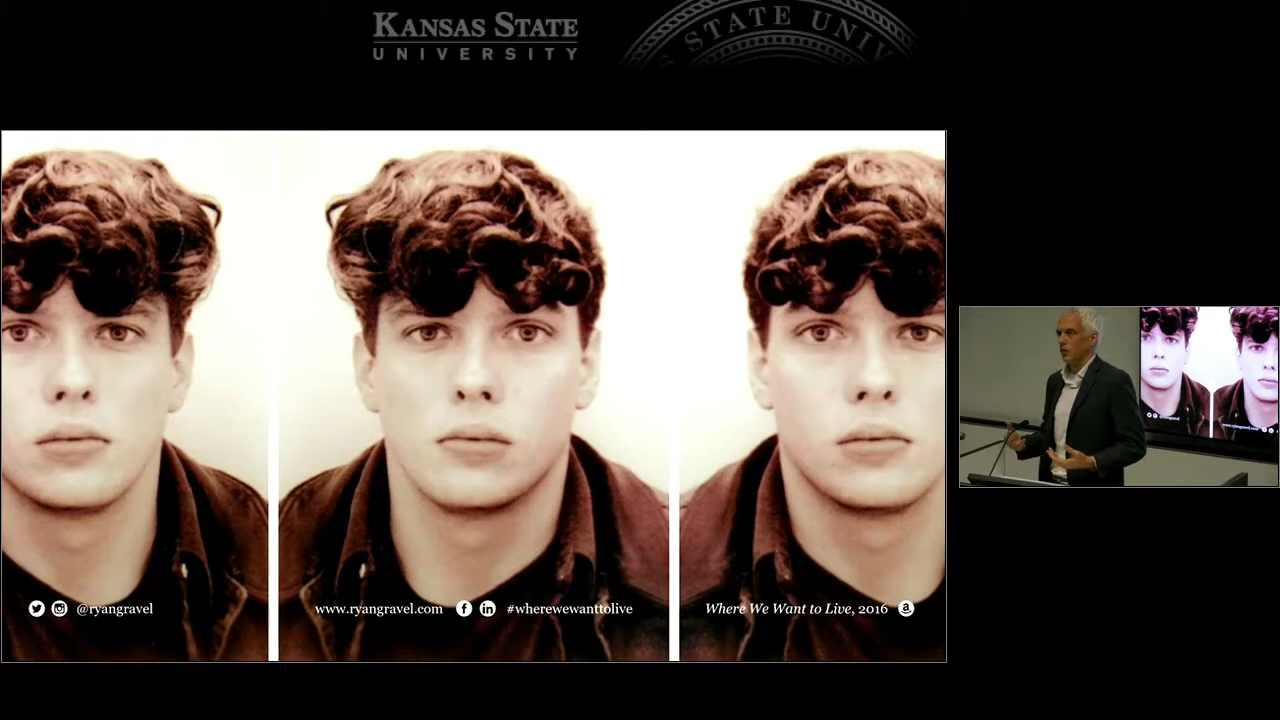 KANSAS STATE
UNIVERSITY
STATE UNIV
@ryangravel
www.ryangravel.com
#wherewewanttolive
Where We Want to Live, 2016